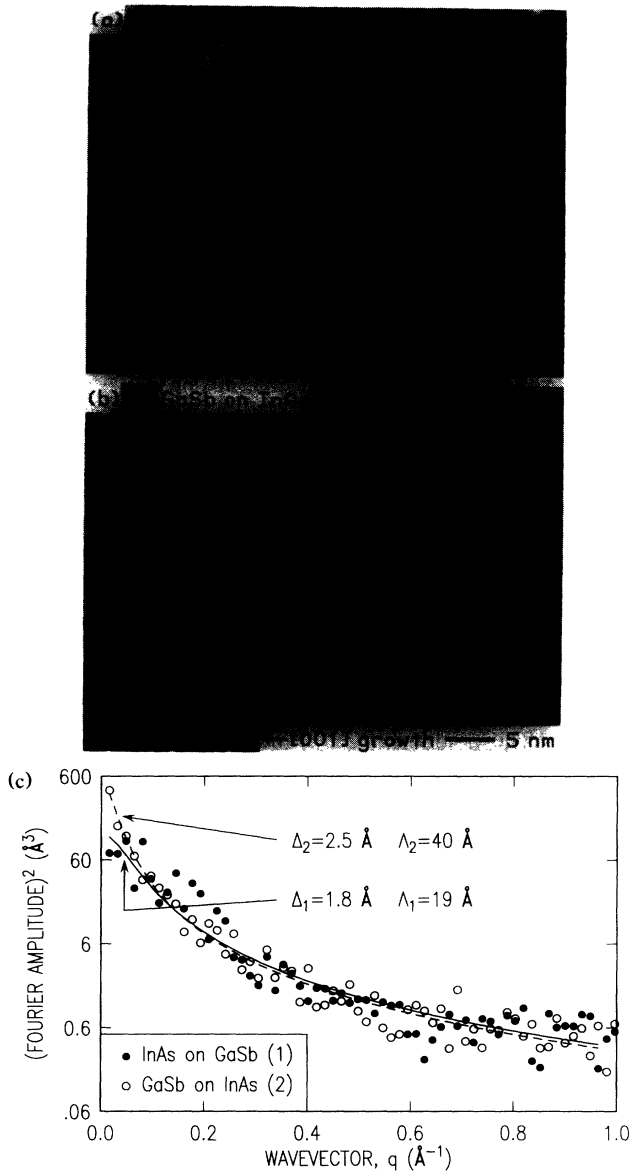 (a)
(b) GaSb on InA
[001] growth 5 nm
(c)
600
60
6
0.6
.06
(FOURIER AMPLITUDE)² (Å³)
Δ₂=2.5 Å Λ₂=40 Å
Δ₁=1.8 Å Λ₁=19 Å
● InAs on GaSb (1)
○ GaSb on InAs (2)
0.0 0.2 0.4 0.6 0.8 1.0
WAVEVECTOR, q (Å⁻¹)